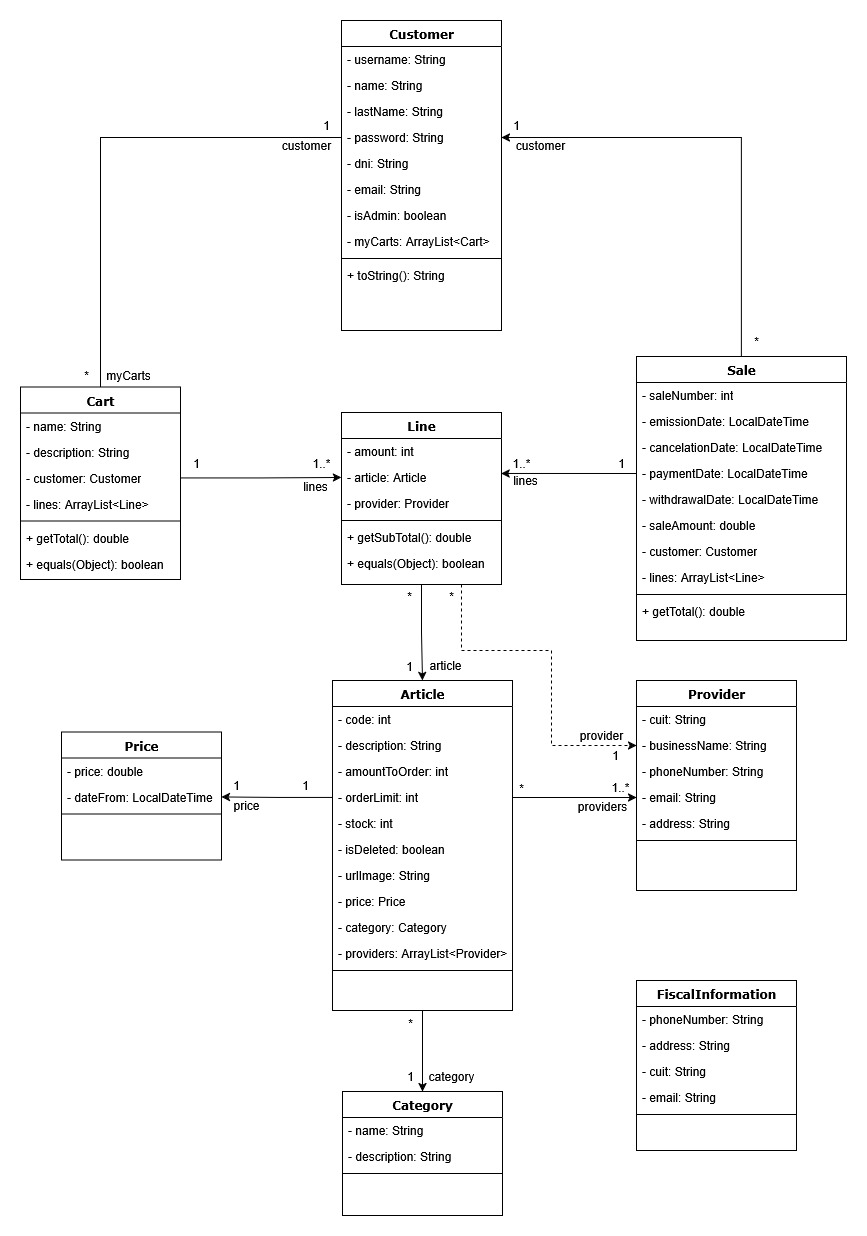 Customer
- username: String
- name: String
- lastName: String
- password: String
- dni: String
- email: String
- isAdmin: boolean
- myCarts: ArrayList<Cart>
+ toString(): String
1
customer
1
customer
*
myCarts
*
Cart
- name: String
- description: String
- customer: Customer
- lines: ArrayList<Line>
+ getTotal(): double
+ equals(Object): boolean
1
1..*
lines
Line
- amount: int
- article: Article
- provider: Provider
+ getSubTotal(): double
+ equals(Object): boolean
1..*
lines
1
Sale
- saleNumber: int
- emissionDate: LocalDateTime
- cancelationDate: LocalDateTime
- paymentDate: LocalDateTime
- withdrawalDate: LocalDateTime
- saleAmount: double
- customer: Customer
- lines: ArrayList<Line>
+ getTotal(): double
*
*
1
article
provider
1
Price
- price: double
- dateFrom: LocalDateTime
1
price
1
Article
- code: int
- description: String
- amountToOrder: int
- orderLimit: int
- stock: int
- isDeleted: boolean
- urlImage: String
- price: Price
- category: Category
- providers: ArrayList<Provider>
*
1..*
providers
Provider
- cuit: String
- businessName: String
- phoneNumber: String
- email: String
- address: String
*
1
category
Category
- name: String
- description: String
FiscalInformation
- phoneNumber: String
- address: String
- cuit: String
- email: String